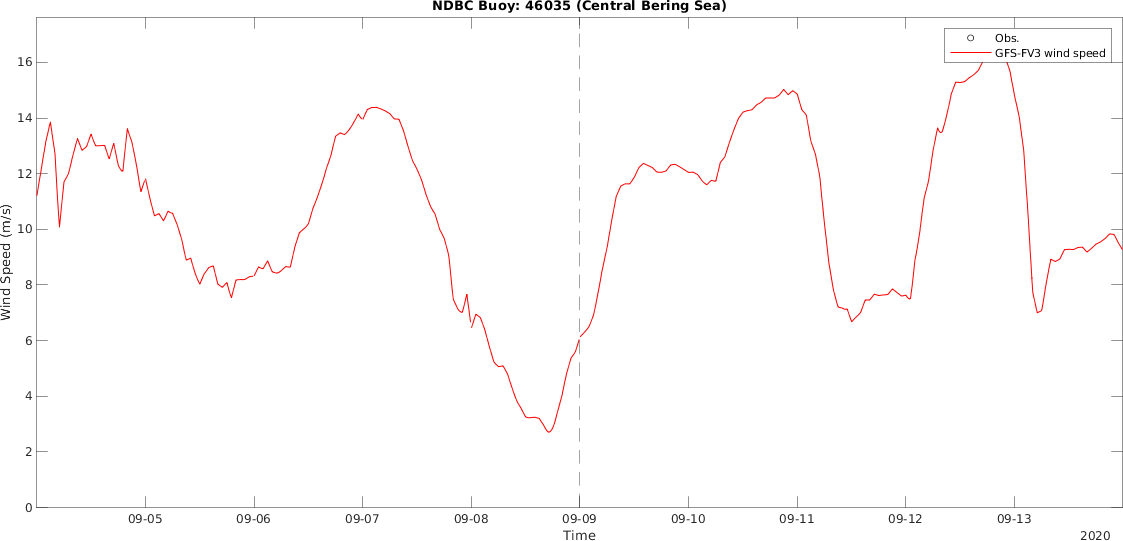 NDBC Buoy: 46035 (Central Bering Sea)
Obs.
GFS-FV3 wind speed
16
14
12
10
8
6
4
2
0
Wind Speed (m/s)
09-05 09-06 09-07 09-08 09-09 09-10 09-11 09-12 09-13
Time
2020